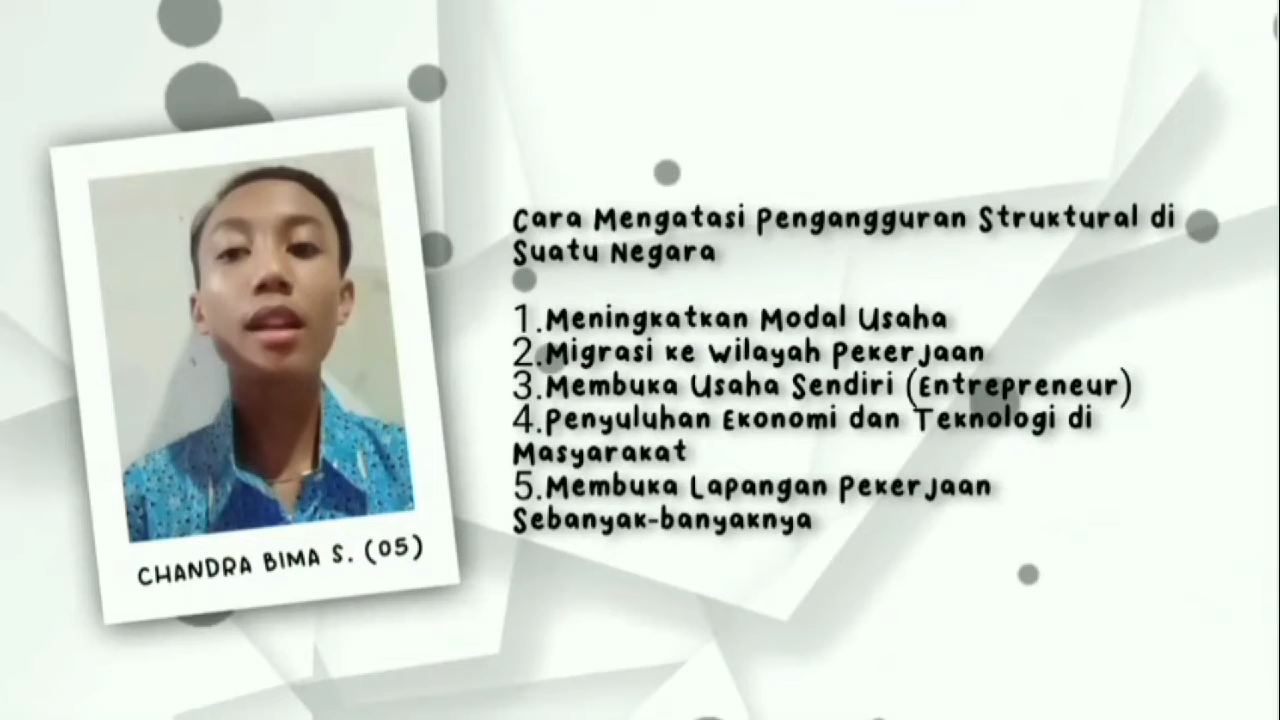 Cara Mengatasi Pengangguran Struktural di
Suatu Negara
1.Meningkatkan Modal Usaha
2.Migrasi ke Wilayah Pekerjaan
3.Membuka Usaha Sendiri (Entrepreneur)
4.Penyuluhan Ekonomi dan Teknologi di
Masyarakat
5.Membuka Lapangan Pekerjaan
Sebanyak-banyaknya
CHANDRA BIMA S. (05)